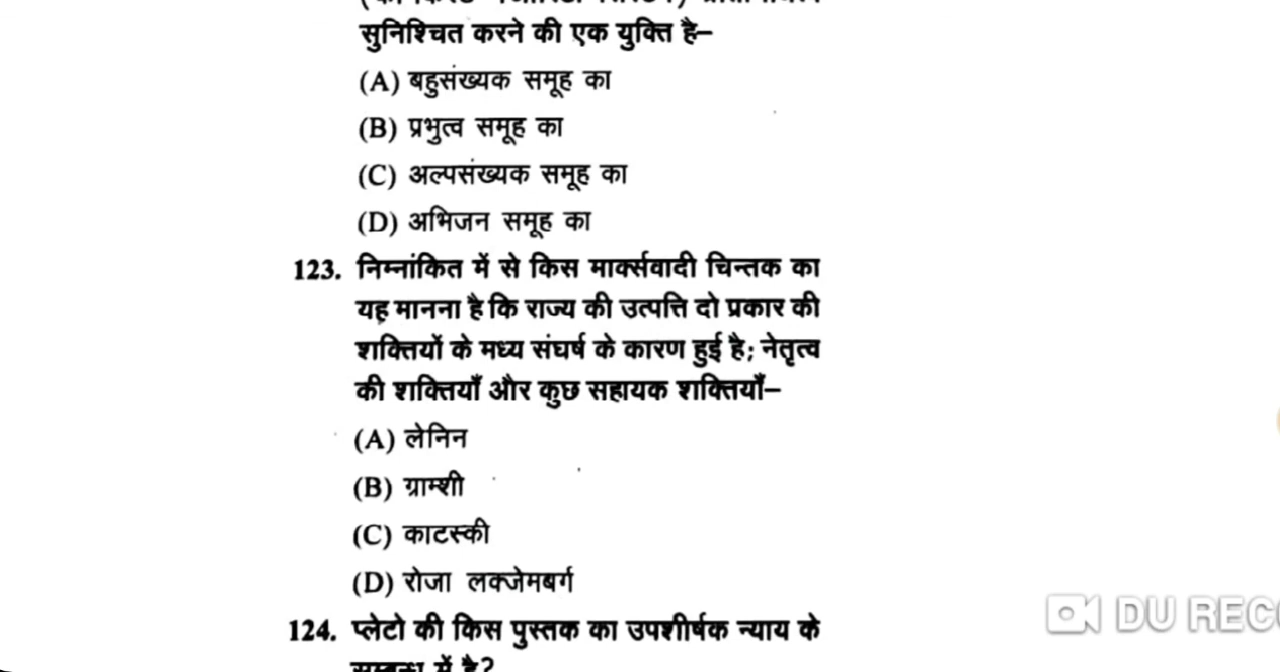 सुनिश्चित करने की एक युक्ति है–
(A) बहुसंख्यक समूह का
(B) प्रभुत्व समूह का
(C) अल्पसंख्यक समूह का
(D) अभिजन समूह का
123. निम्नांकित में से किस मार्क्सवादी चिन्तक का
यह मानना है कि राज्य की उत्पत्ति दो प्रकार की
शक्तियों के मध्य संघर्ष के कारण हुई है; नेतृत्व
की शक्तियाँ और कुछ सहायक शक्तियाँ–
(A) लेनिन
(B) ग्राम्शी
(C) काटस्की
(D) रोजा लक्जेमबर्ग
124. प्लेटो की किस पुस्तक का उपशीर्षक न्याय के
सम्बन्ध में है?
DU REC